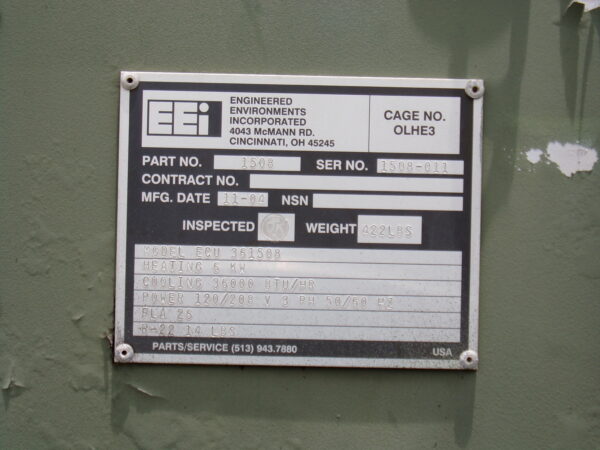 EEi
ENGINEERED
ENVIRONMENTS
INCORPORATED
4043 McMANN RD.
CINCINNATI, OH 45245
CAGE NO.
OLHE3
PART NO. 1508 SER NO. 1508-011
CONTRACT NO.
MFG. DATE 11-04 NSN
INSPECTED WEIGHT 422LBS
MODEL ECU 361508
HEATING 6 KW
COOLING 36000 BTU/HR
POWER 120/208 V 3 PH 50/60 HZ
FLA 25
R-22 14 LBS
PARTS/SERVICE (513) 943.7880 USA